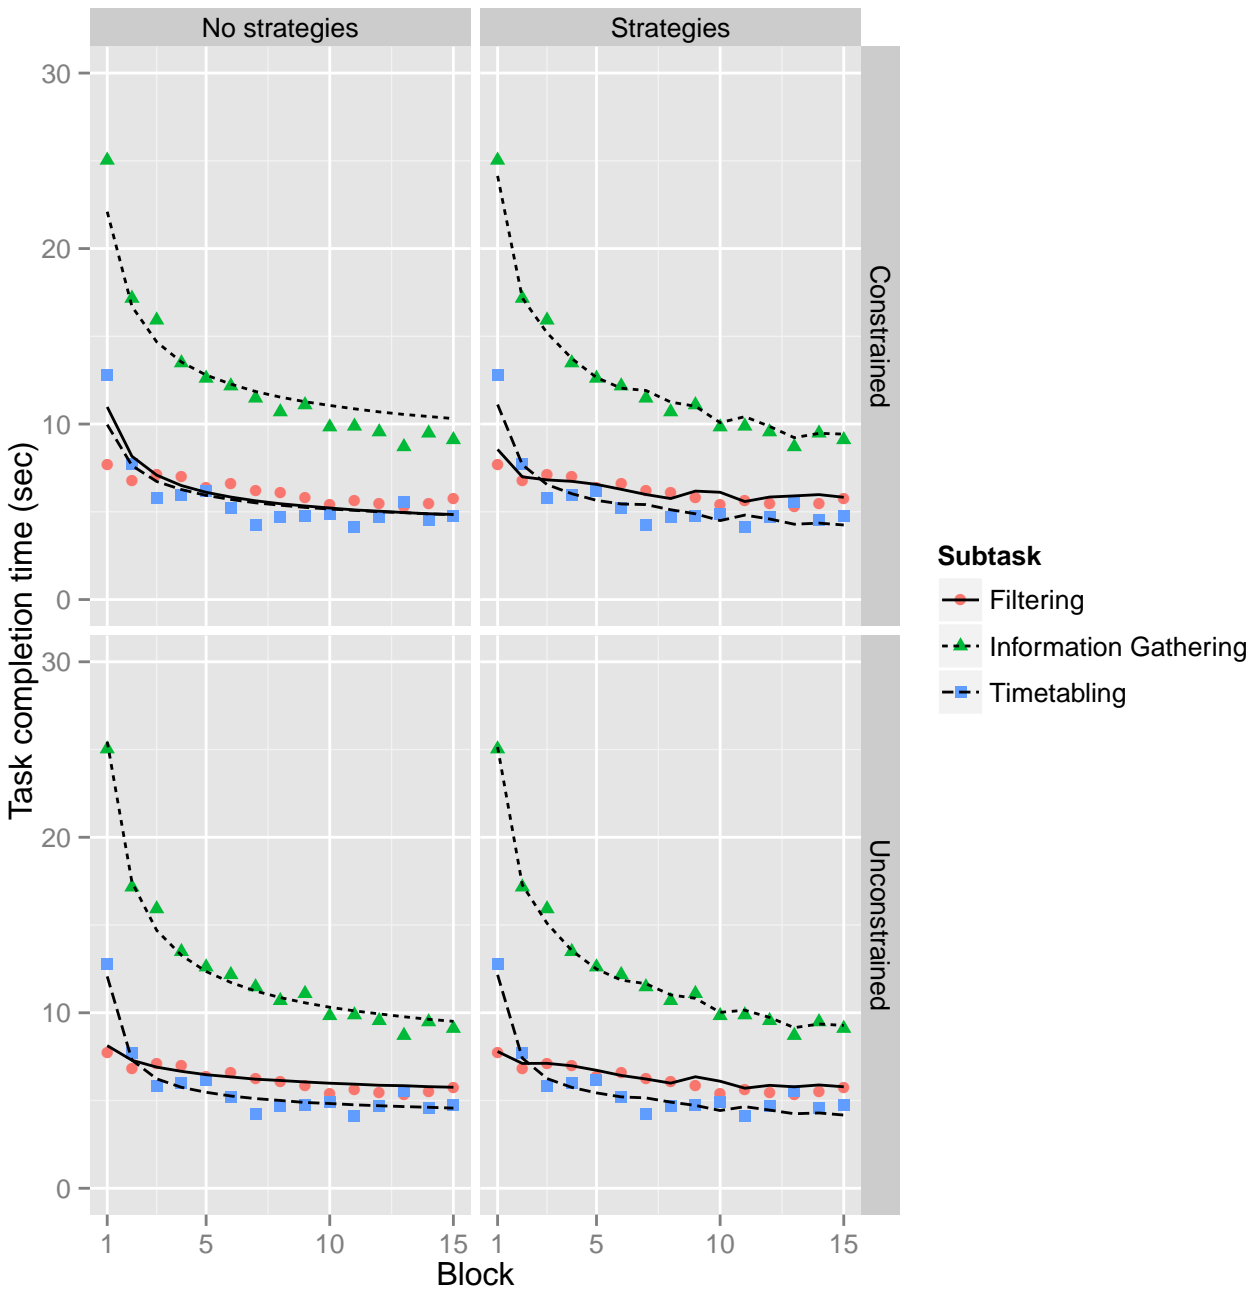 No strategies
Strategies
30
20
10
0
Constrained
30
20
10
0
Unconstrained
Task completion time (sec)
1 5 10 15
1 5 10 15
Block
Subtask
Filtering
Information Gathering
Timetabling